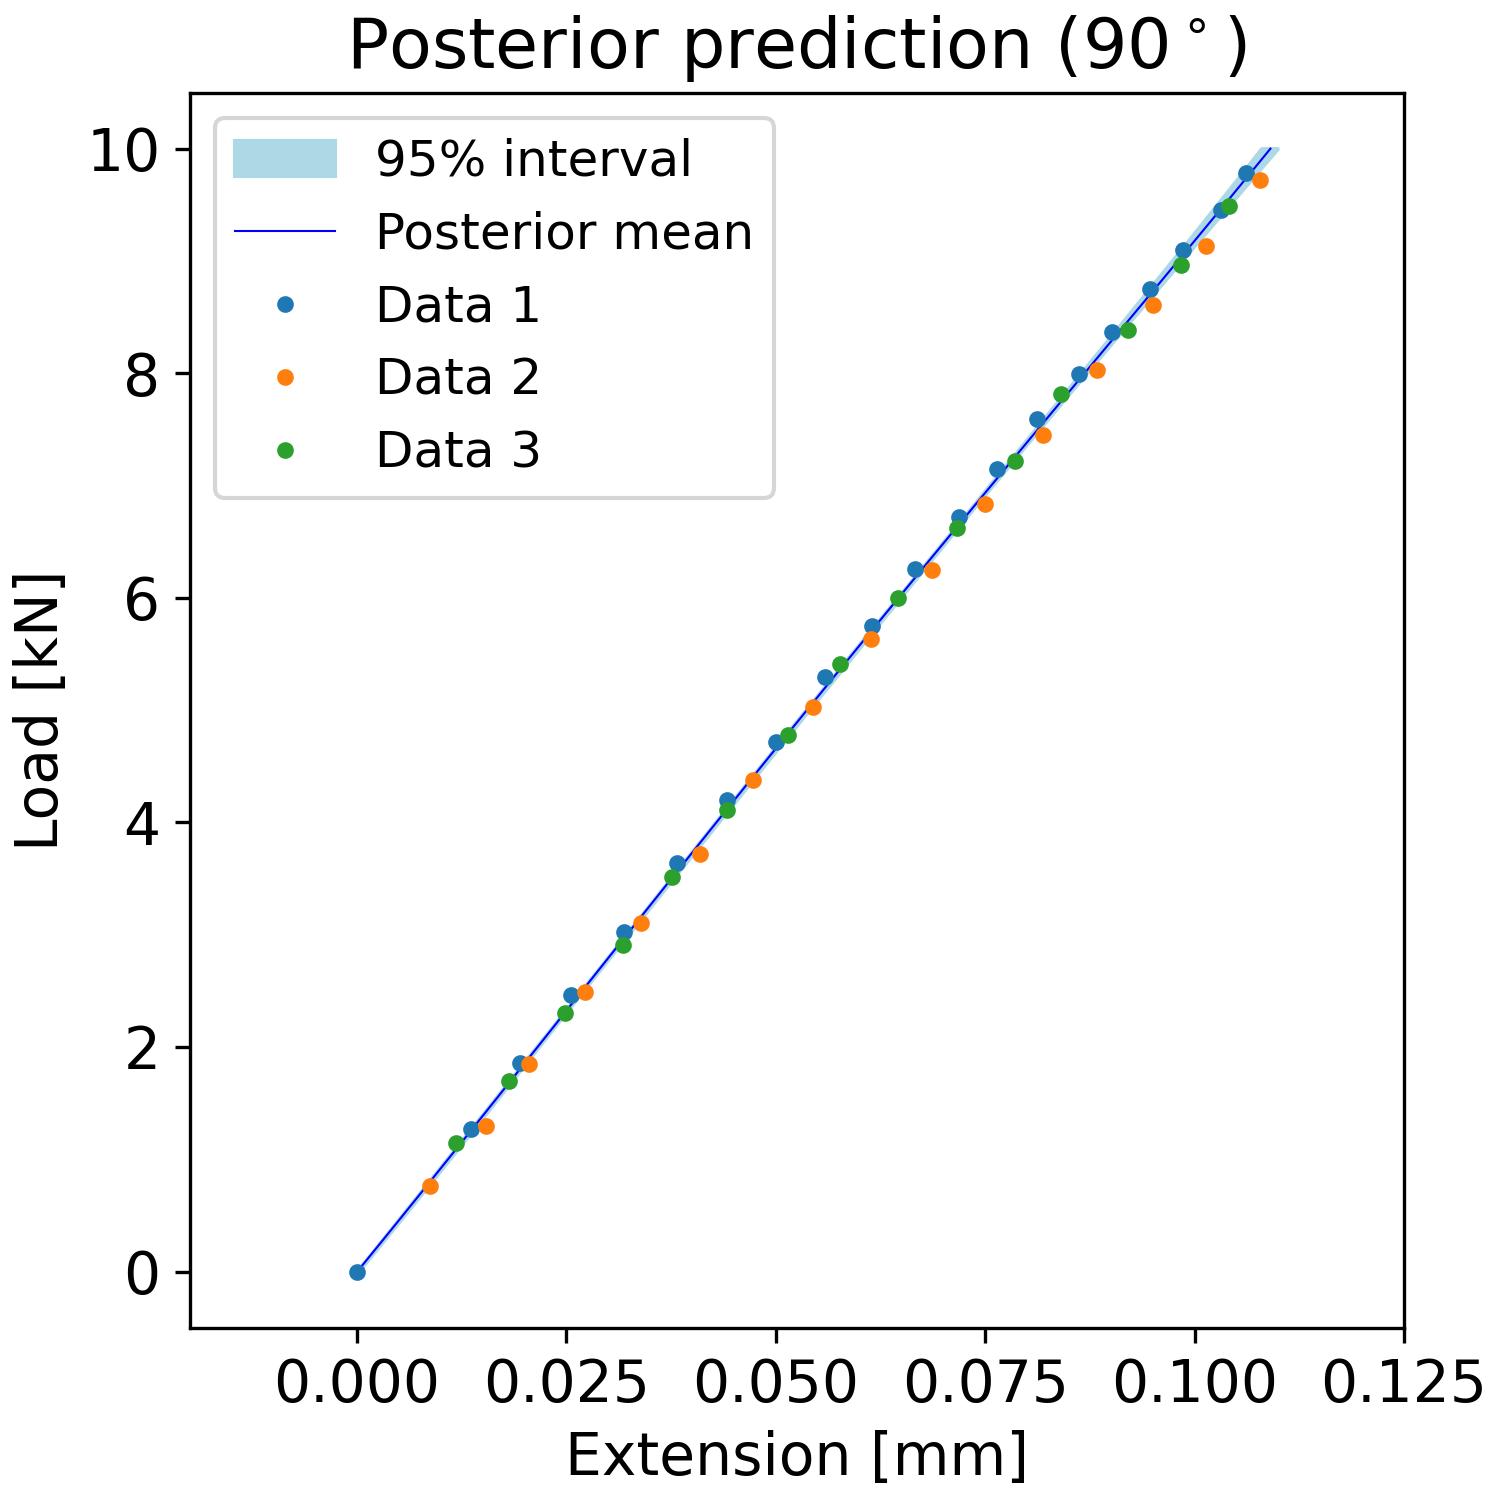 Posterior prediction (90°)
95% interval
Posterior mean
Data 1
Data 2
Data 3
10
8
6
4
2
0
Load [kN]
0.000 0.025 0.050 0.075 0.100 0.125
Extension [mm]